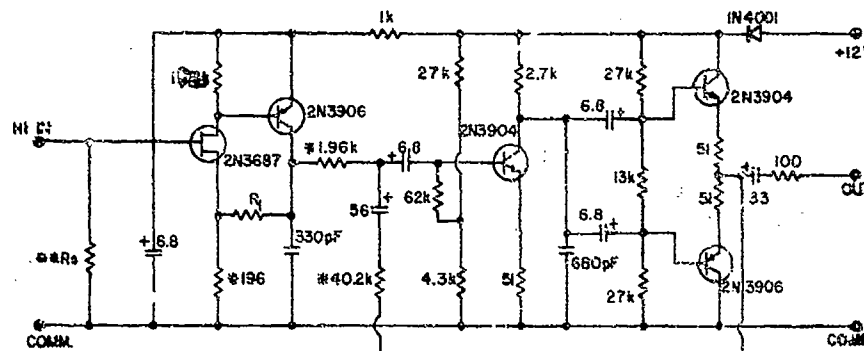 1k
1N4001
+12
27k
2.7k
27k
2N3906
2N3904
6.8 +
2N3904
HI IN
2N3687
*1.96k
+ 6.8
51
100
13k
+ 33
51
R
56
62k
6.8 +
**Rs
+ 6.8
330pF
680pF
*196
*40.2k
4.3k
51
27k
2N3906
COMM.